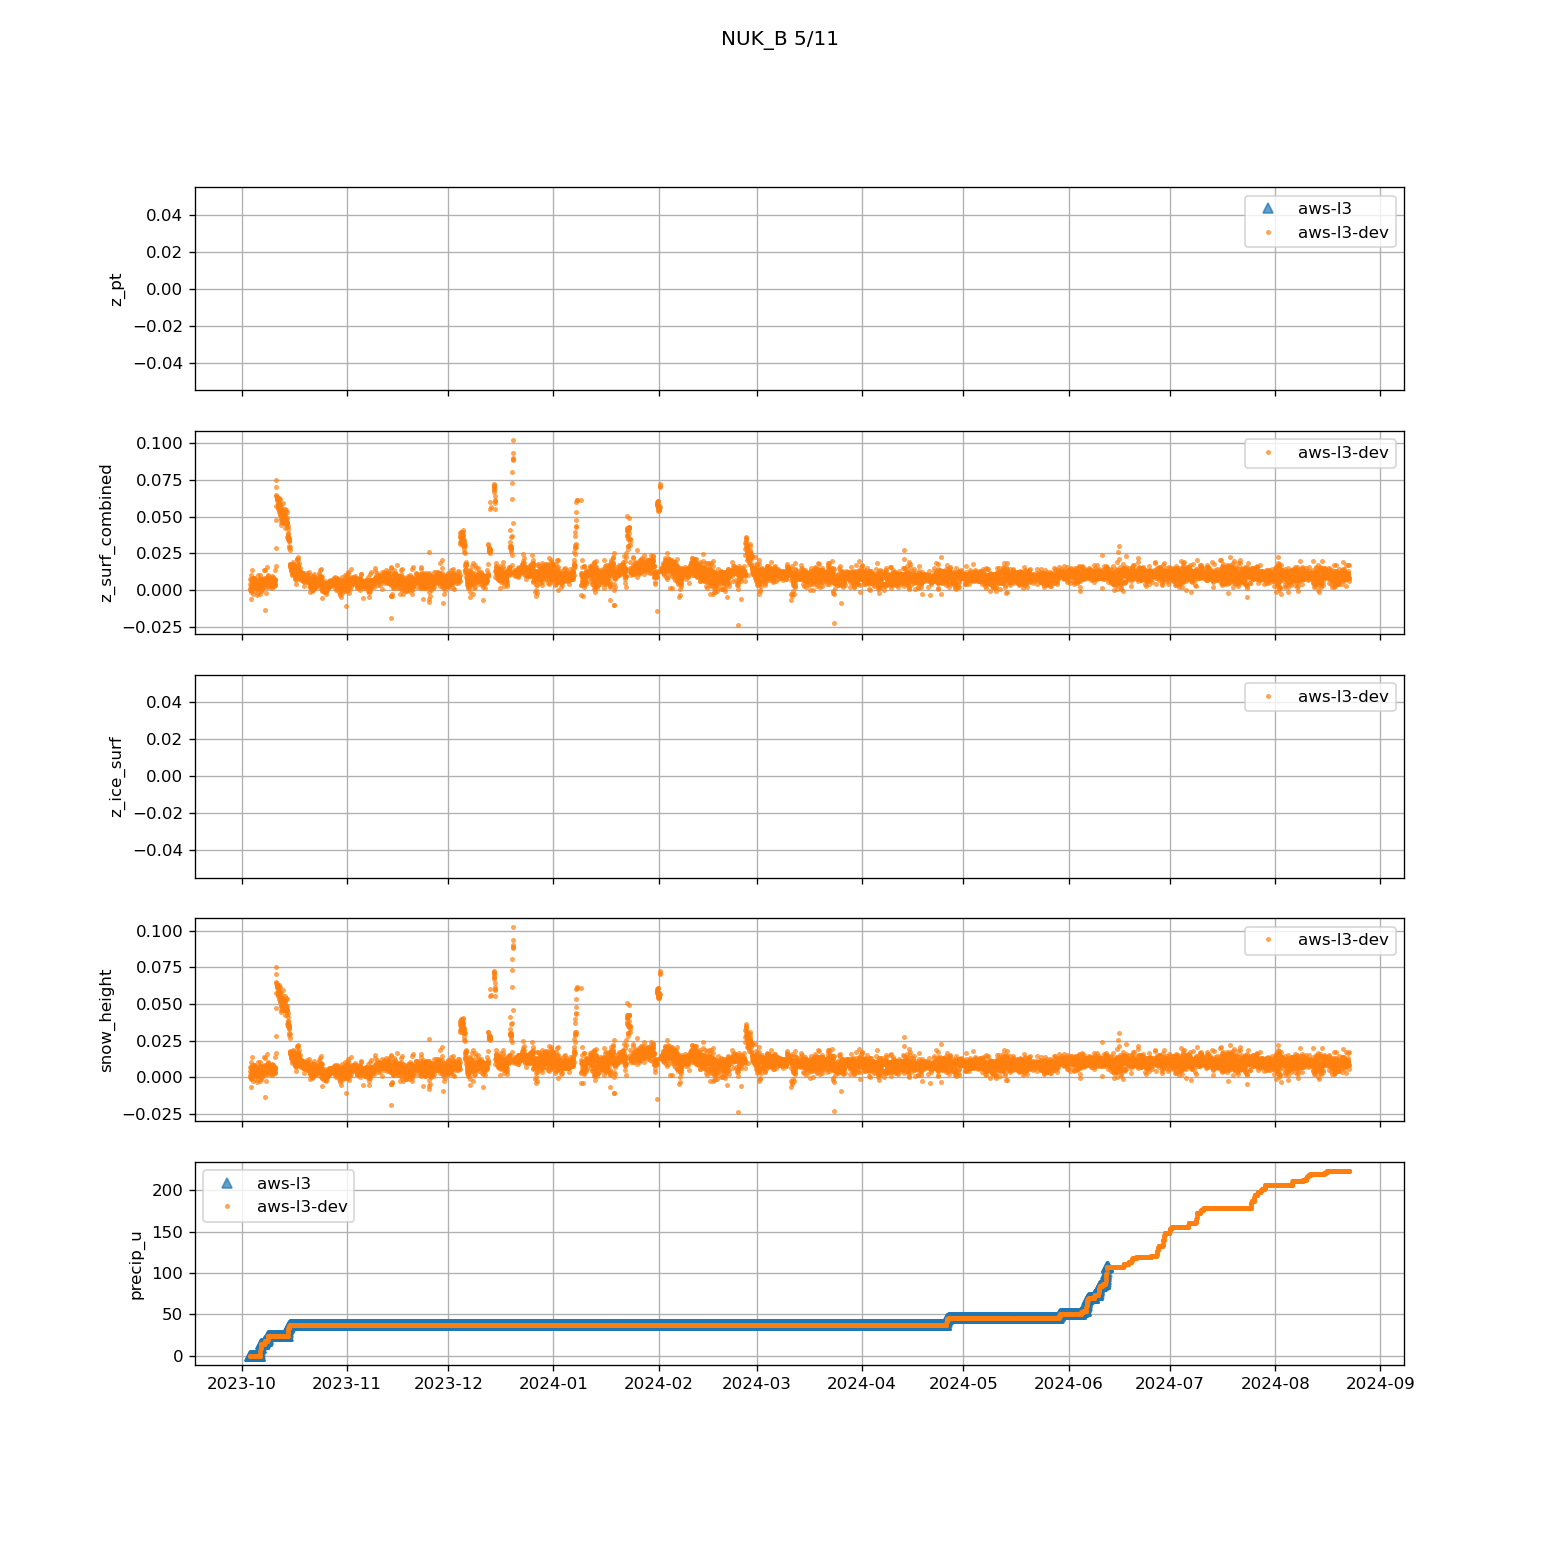 NUK_B 5/11
0.04
0.02
0.00
−0.02
−0.04
z_pt
aws-l3
aws-l3-dev
0.100
0.075
0.050
0.025
0.000
−0.025
z_surf_combined
aws-l3-dev
0.04
0.02
0.00
−0.02
−0.04
z_ice_surf
aws-l3-dev
0.100
0.075
0.050
0.025
0.000
−0.025
snow_height
aws-l3-dev
200
150
100
50
0
precip_u
aws-l3
aws-l3-dev
2023-10 2023-11 2023-12 2024-01 2024-02 2024-03 2024-04 2024-05 2024-06 2024-07 2024-08 2024-09